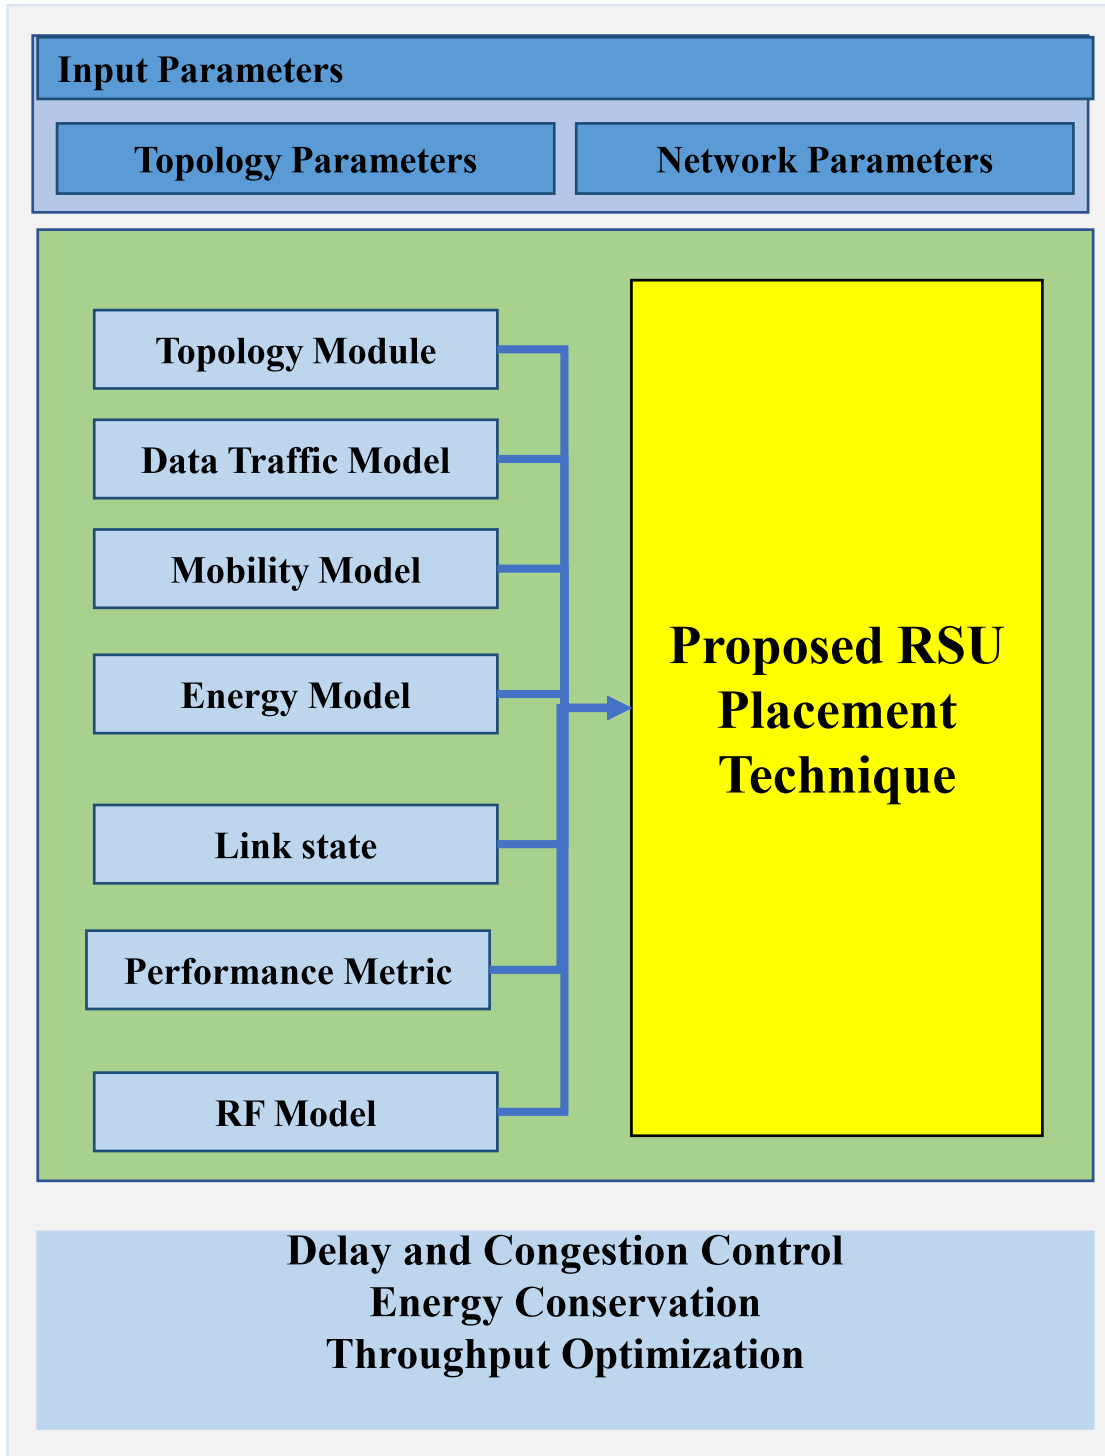 Input Parameters
Topology Parameters
Network Parameters
Topology Module
Data Traffic Model
Mobility Model
Energy Model
Link state
Performance Metric
RF Model
Proposed RSU
Placement
Technique
Delay and Congestion Control
Energy Conservation
Throughput Optimization